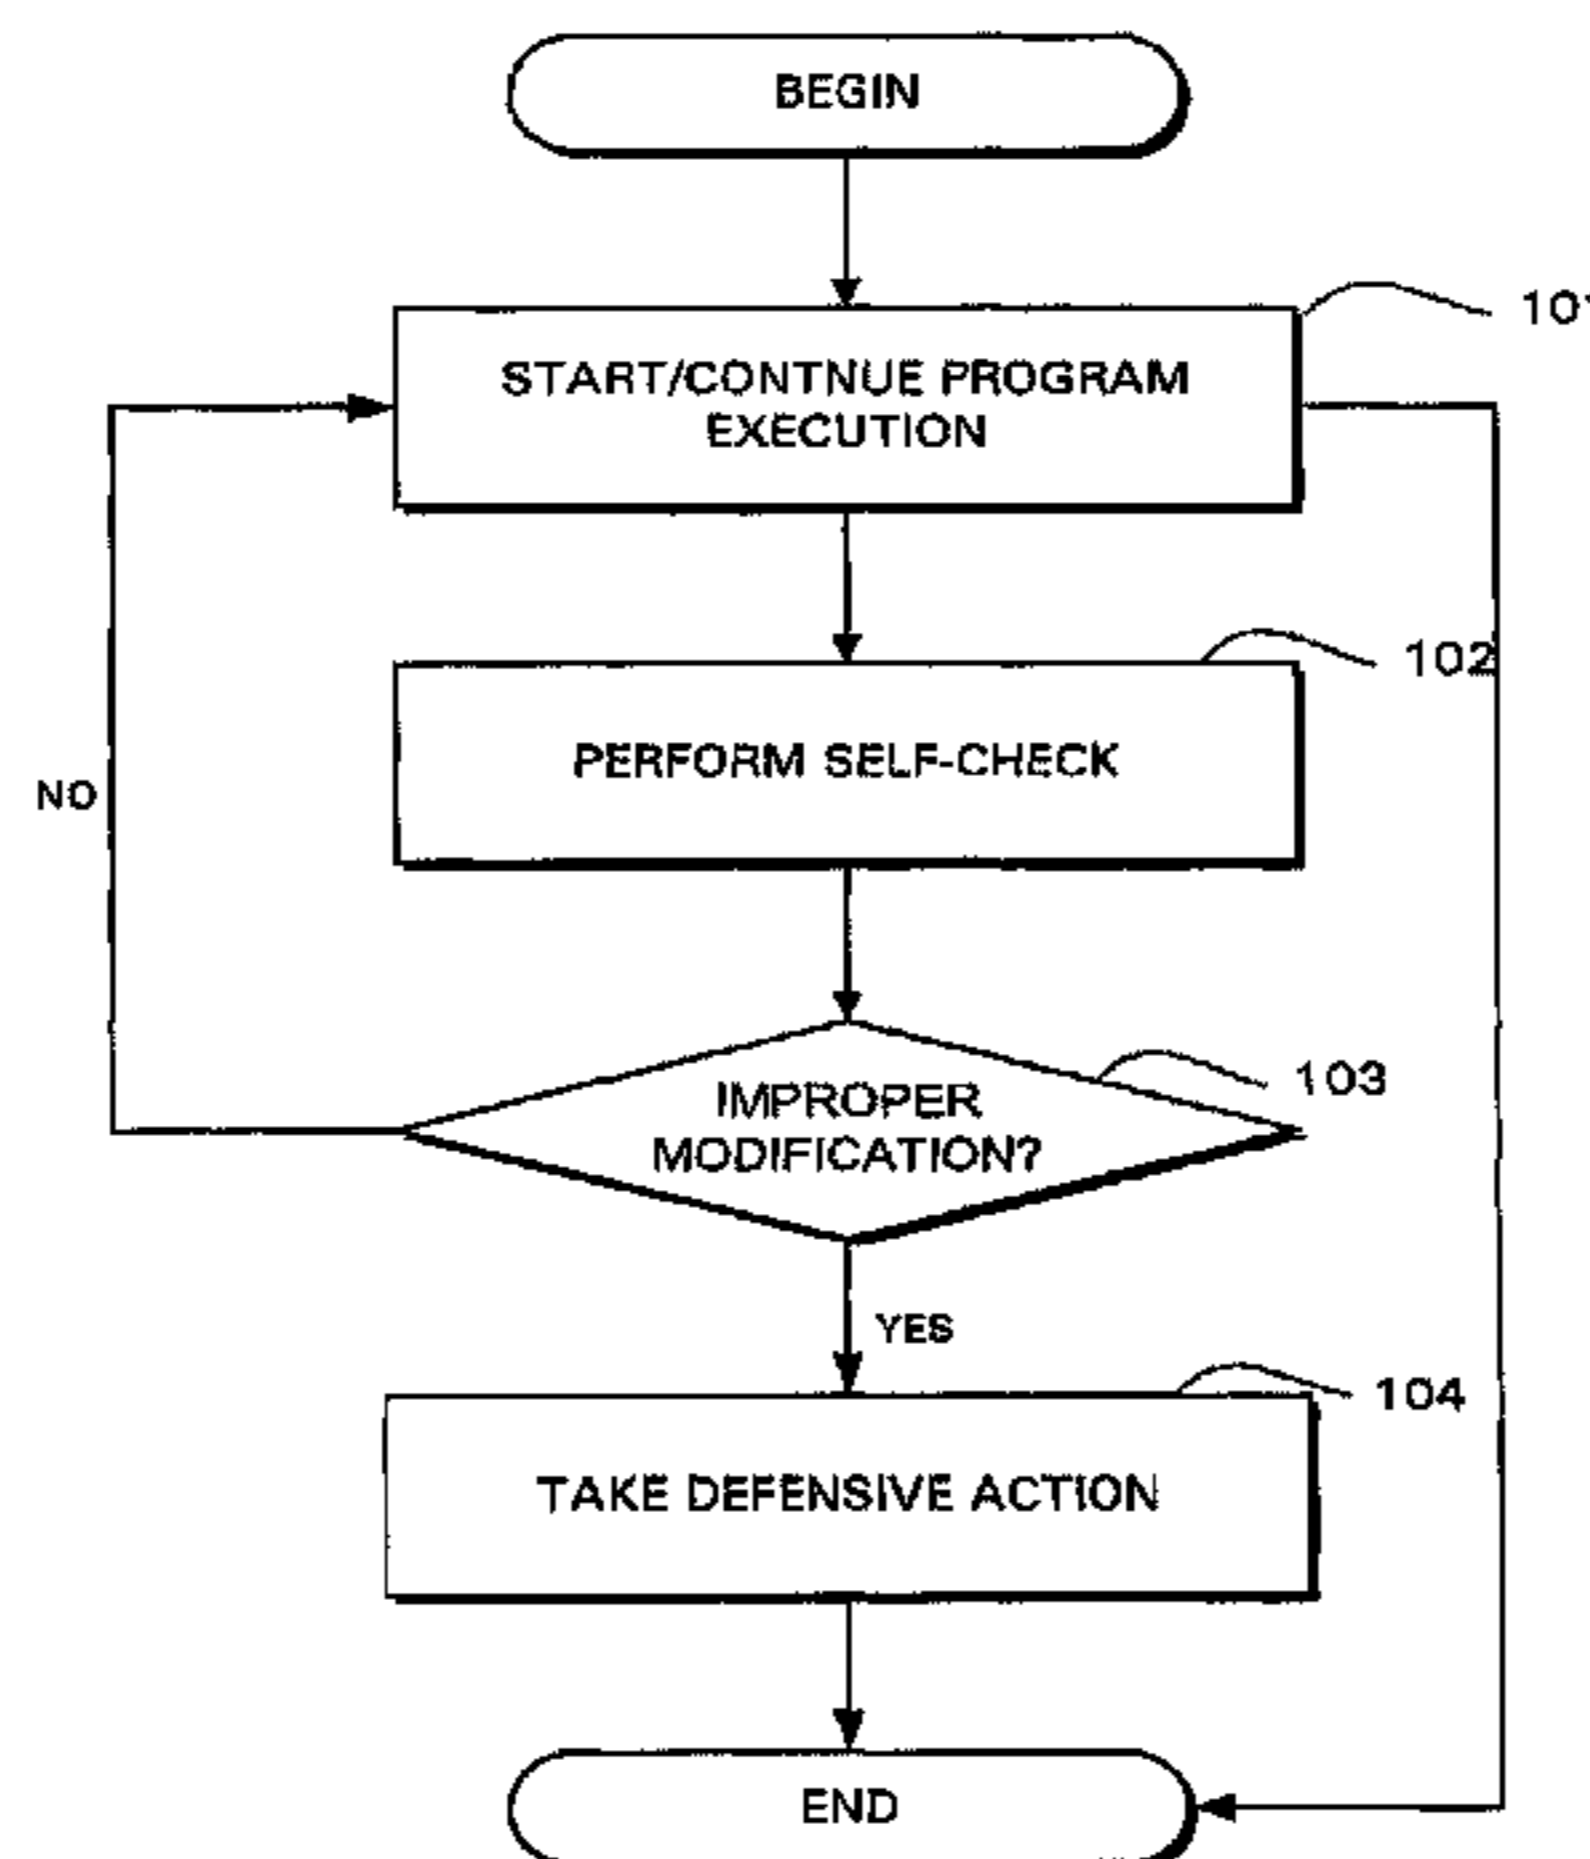 BEGIN
101
START/CONTNUE PROGRAM
EXECUTION
102
PERFORM SELF-CHECK
NO
103
IMPROPER
MODIFICATION?
YES
104
TAKE DEFENSIVE ACTION
END